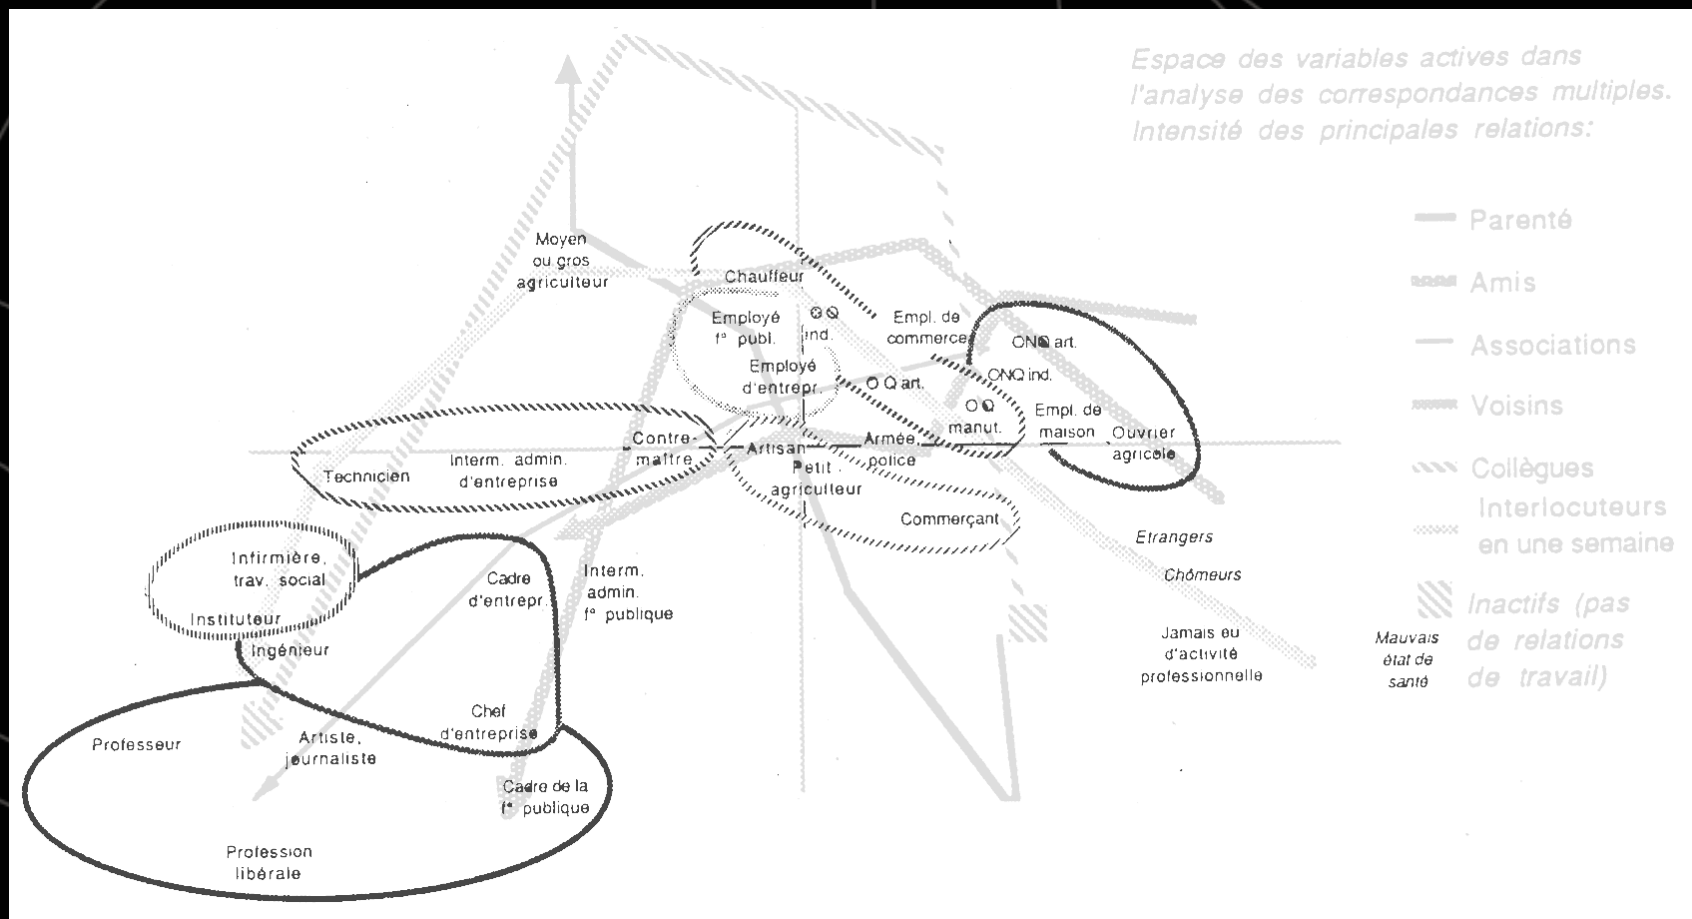 Espace des variables actives dans
l'analyse des correspondances multiples.
Intensité des principales relations:
Parenté
Amis
Associations
Voisins
Collègues
Interlocuteurs
en une semaine
Inactifs (pas
de relations
de travail)
Moyen
ou gros
agriculteur
Chauffeur
Employé
f° publ.
OQ
ind.
Empl. de
commerce
ONQ art.
Employé
d'entrepr.
OQ art.
ONQ ind.
OQ
manut.
Empl. de
maison
Ouvrier
agricole
Contre-
maître
Technicien
Interm. admin.
d'entreprise
Artisan
Armée,
police
Petit
agriculteur
Commerçant
Etrangers
Chômeurs
Infirmière,
trav. social
Instituteur
Ingénieur
Cadre
d'entrepr.
Interm.
admin.
f° publique
Jamais eu
d'activité
professionnelle
Mauvais
état de
santé
Chef
d'entreprise
Professeur
Artiste,
journaliste
Cadre de la
f° publique
Profession
libérale